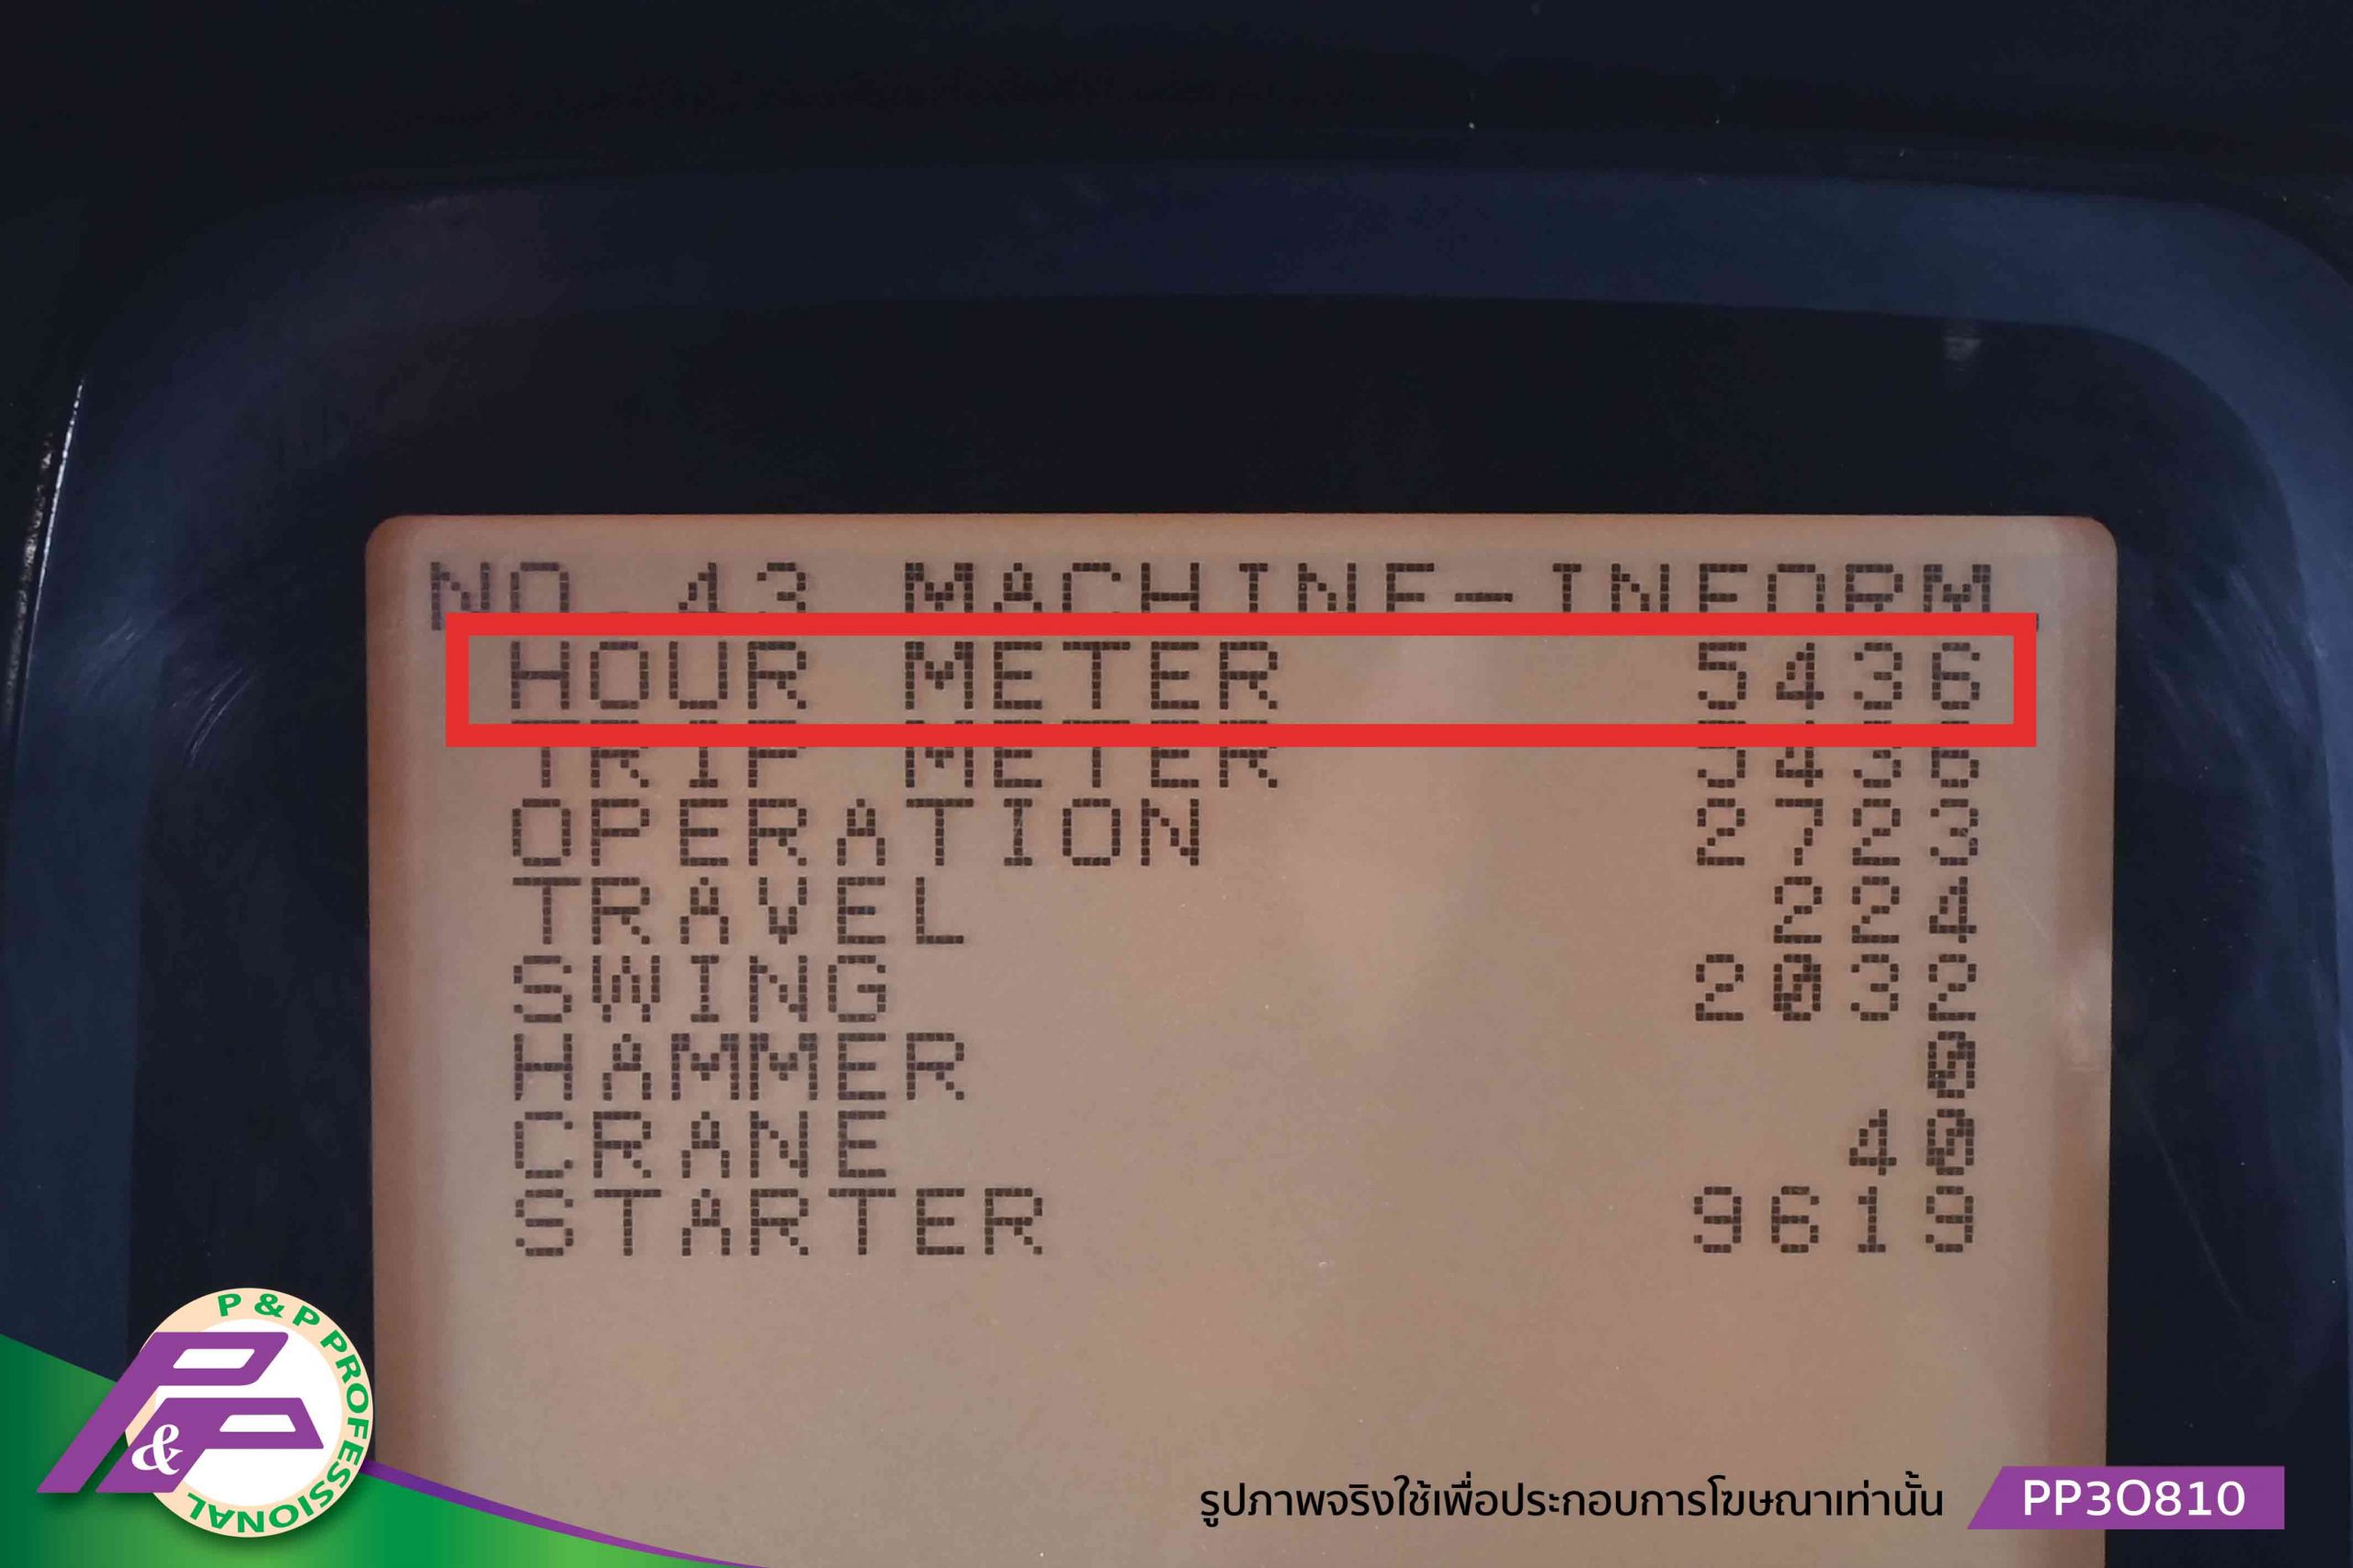 NO.43 MACHINE-INFORM
HOUR METER 5436
TRIP METER 5436
OPERATION 2723
TRAVEL 224
SWING 2032
HAMMER 0
CRANE 40
STARTER 9619
P & P PROFESSIONAL
P&P
รูปภาพจริงใช้เพื่อประกอบการโฆษณาเท่านั้น PP3O810